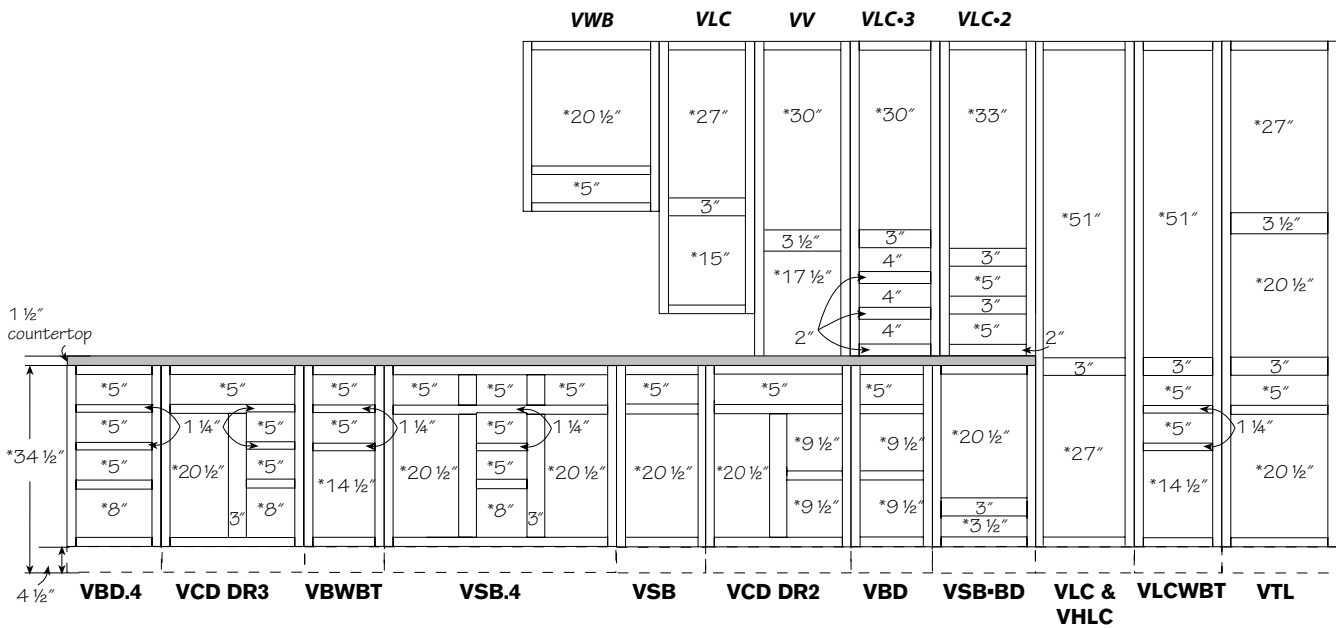 VWB VLC VV VLC•3 VLC•2
*20 ½″ *27″ *30″ *30″ *33″
*27″
*5″
3″
*51″ *51″
3 ½″
3 ½″ 3″
*15″ *17 ½″ 4″ 3″
*5″
4″ 3″
*20 ½″
1 ½″
countertop
2″ 4″ *5″ 2″
3″ 3″ 3″
*5″ *5″ *5″ *5″ *5″ *5″ *5″ *5″ *5″ *5″ *5″
*5″ 1 ¼″ *5″ *5″ 1 ¼″ 1 ¼″ *5″ 1 ¼″
*34 ½″ *20 ½″ *9 ½″ *9 ½″ *20 ½″ *27″
*5″ *5″ *20 ½″ *5″ *20 ½″ *20 ½″ *20 ½″ *20 ½″
*14 ½″ *14 ½″
*8″ 3″ *8″ *8″ 3″ *9 ½″ *9 ½″ 3″
*3 ½″
4 ½″
VBD.4 VCD DR3 VBWBT VSB.4 VSB VCD DR2 VBD VSB•BD VLC & VLCWBT VTL
VHLC